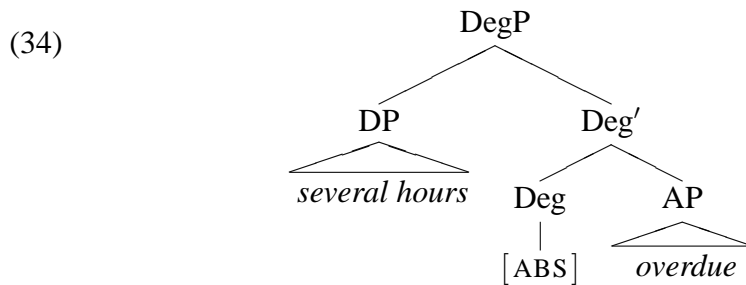 DegP
(34)
DP Deg′
several hours Deg AP
[ABS] overdue